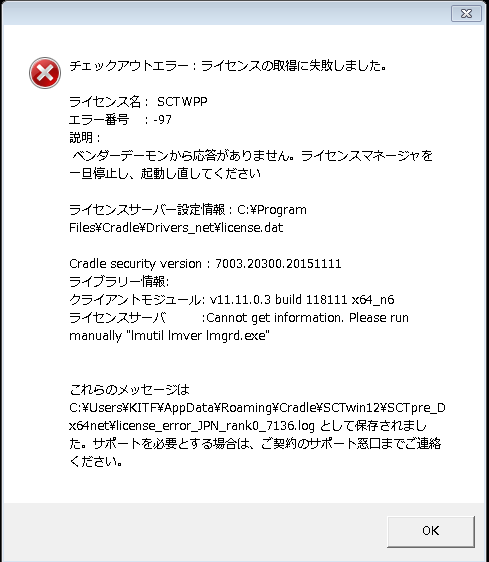 チェックアウトエラー：ライセンスの取得に失敗しました。
ライセンス名： SCTWPP
エラー番号　：-97
説明：
ベンダーデーモンから応答がありません。ライセンスマネージャを
一旦停止し、起動し直してください
ライセンスサーバー設定情報：C:¥Program
Files¥Cradle¥Drivers_net¥license.dat
Cradle security version : 7003.20300.20151111
ライブラリー情報:
クライアントモジュール: v11.11.0.3 build 118111 x64_n6
ライセンスサーバ　　　:Cannot get information. Please run
manually "lmutil lmver lmgrd.exe"
これらのメッセージは
C:¥Users¥KITF¥AppData¥Roaming¥Cradle¥SCTwin12¥SCTpre_D
x64net¥license_error_JPN_rank0_7136.log として保存されまし
た。サポートを必要とする場合は、ご契約のサポート窓口までご連絡
ください。
OK